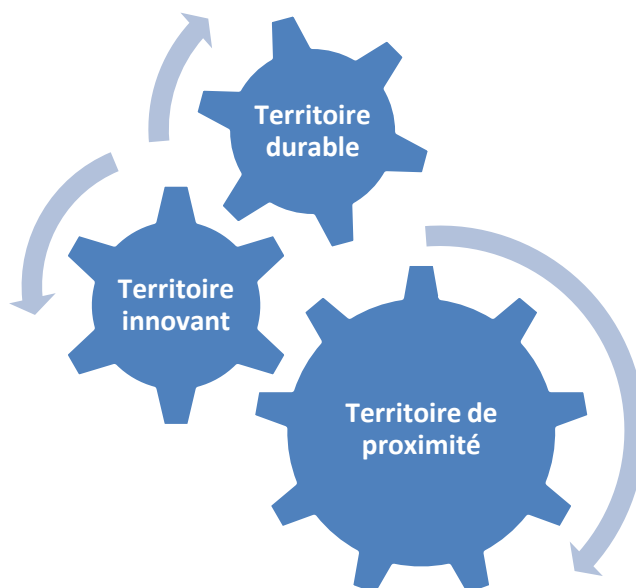 Territoire
durable
Territoire
innovant
Territoire de
proximité